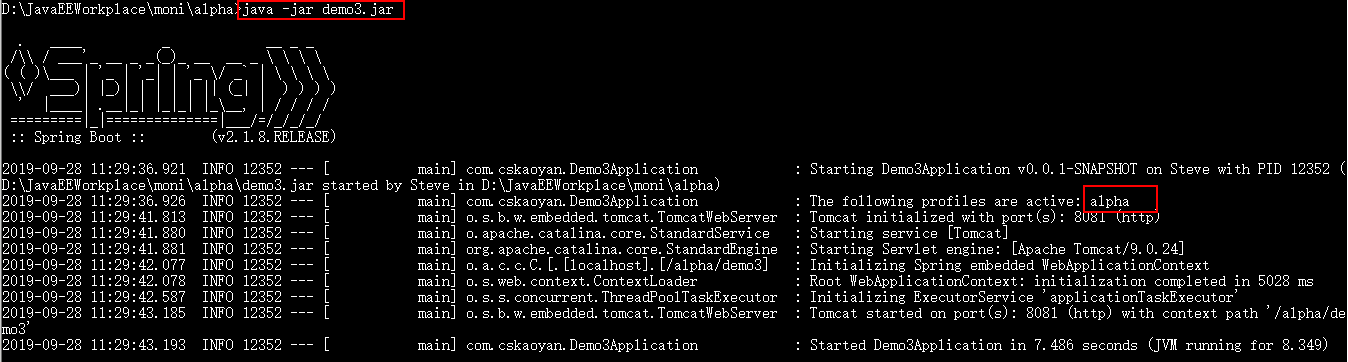 D:\JavaEEWorkplace\moni\alpha>java -jar demo3.jar
  .   ____          _            __ _ _
 /\\ / ___'_ __ _ _(_)_ __  __ _ \ \ \ \
( ( )\___ | '_ | '_| | '_ \/ _` | \ \ \ \
 \\/  ___)| |_)| | | | | || (_| |  ) ) ) )
  '  |____| .__|_| |_|_| |_\__, | / / / /
 =========|_|==============|___/=/_/_/_/
 :: Spring Boot ::        (v2.1.8.RELEASE)
2019-09-28 11:29:36.921  INFO 12352 --- [           main] com.cskaoyan.Demo3Application            : Starting Demo3Application v0.0.1-SNAPSHOT on Steve with PID 12352 (
D:\JavaEEWorkplace\moni\alpha\demo3.jar started by Steve in D:\JavaEEWorkplace\moni\alpha)
2019-09-28 11:29:36.926  INFO 12352 --- [           main] com.cskaoyan.Demo3Application            : The following profiles are active: alpha
2019-09-28 11:29:41.813  INFO 12352 --- [           main] o.s.b.w.embedded.tomcat.TomcatWebServer  : Tomcat initialized with port(s): 8081 (http)
2019-09-28 11:29:41.880  INFO 12352 --- [           main] o.apache.catalina.core.StandardService   : Starting service [Tomcat]
2019-09-28 11:29:41.881  INFO 12352 --- [           main] org.apache.catalina.core.StandardEngine  : Starting Servlet engine: [Apache Tomcat/9.0.24]
2019-09-28 11:29:42.077  INFO 12352 --- [           main] o.a.c.c.C.[.[localhost].[/alpha/demo3]   : Initializing Spring embedded WebApplicationContext
2019-09-28 11:29:42.078  INFO 12352 --- [           main] o.s.web.context.ContextLoader            : Root WebApplicationContext: initialization completed in 5028 ms
2019-09-28 11:29:42.587  INFO 12352 --- [           main] o.s.s.concurrent.ThreadPoolTaskExecutor  : Initializing ExecutorService 'applicationTaskExecutor'
2019-09-28 11:29:43.185  INFO 12352 --- [           main] o.s.b.w.embedded.tomcat.TomcatWebServer  : Tomcat started on port(s): 8081 (http) with context path '/alpha/de
mo3'
2019-09-28 11:29:43.193  INFO 12352 --- [           main] com.cskaoyan.Demo3Application            : Started Demo3Application in 7.486 seconds (JVM running for 8.349)